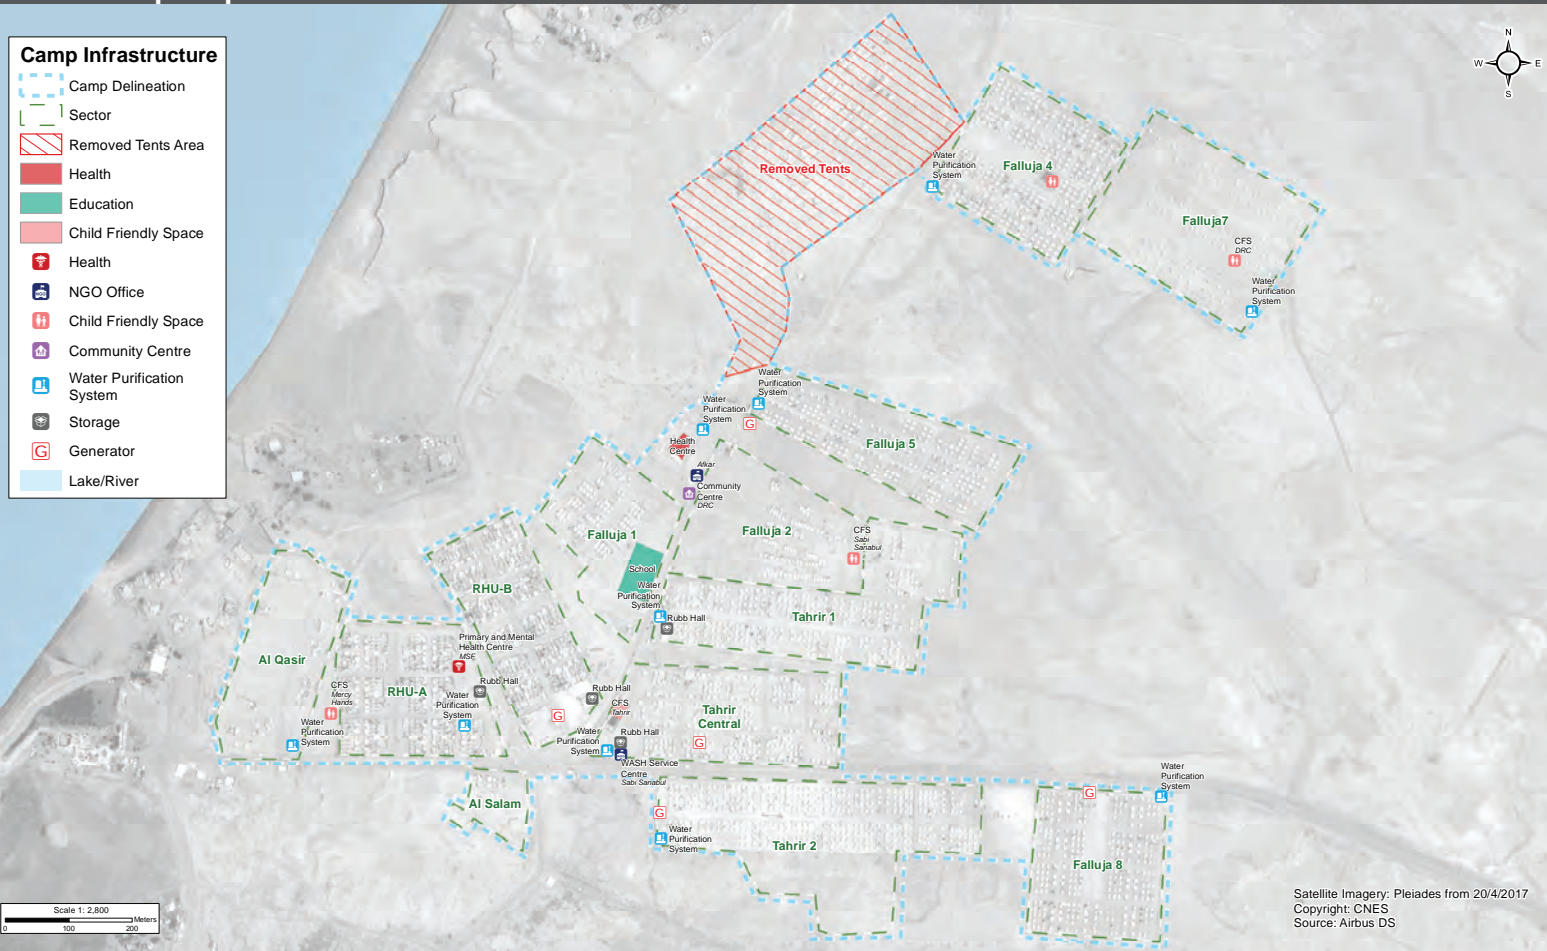 Camp Infrastructure
Camp Delineation
Sector
Removed Tents Area
Health
Education
Child Friendly Space
Health
NGO Office
Child Friendly Space
Community Centre
Water Purification
System
Storage
G
Generator
Lake/River
N
W
E
S
Removed Tents
Water
Purification
System
Falluja 4
Falluja7
CFS
DRC
Water
Purification
System
Water
Purification
System
Water
Purification
System
G
Health
Centre
Falluja 5
Afkar
Community
Centre
DRC
Falluja 1
Falluja 2
CFS
Sabi
Sanabul
School
Water
Purification
System
Rubb Hall
Tahrir 1
RHU-B
Primary and Mental
Health Centre
MSF
Al Qasir
CFS
Mercy
Hands
RHU-A
Rubb Hall
Water
Purification
System
Water
Purification
System
Rubb Hall
CFS
Tahrir
G
Tahrir
Central
G
Water
Purification
System
Rubb Hall
WASH Service
Centre
Sabi Sanabul
Al Salam
G
Water
Purification
System
Tahrir 2
G
Water
Purification
System
Falluja 8
Scale 1: 2,800
Meters
0 100 200
Satellite Imagery: Pleiades from 20/4/2017
Copyright: CNES
Source: Airbus DS